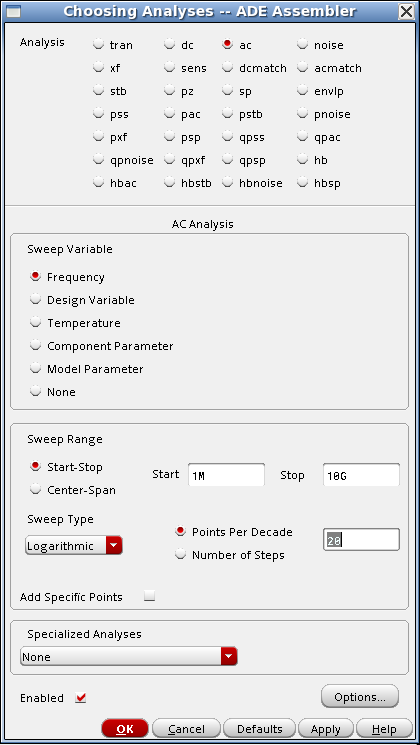 Choosing Analyses -- ADE Assembler
Analysis
tran dc ac noise
xf sens dcmatch acmatch
stb pz sp envlp
pss pac pstb pnoise
pxf psp qpss qpac
qpnoise qpxf qpsp hb
hbac hbstb hbnoise hbsp
AC Analysis
Sweep Variable
Frequency
Design Variable
Temperature
Component Parameter
Model Parameter
None
Sweep Range
Start-Stop Start 1M Stop 10G
Center-Span
Sweep Type
Points Per Decade 20
Logarithmic
Number of Steps
Add Specific Points
Specialized Analyses
None
Enabled Options...
OK Cancel Defaults Apply Help